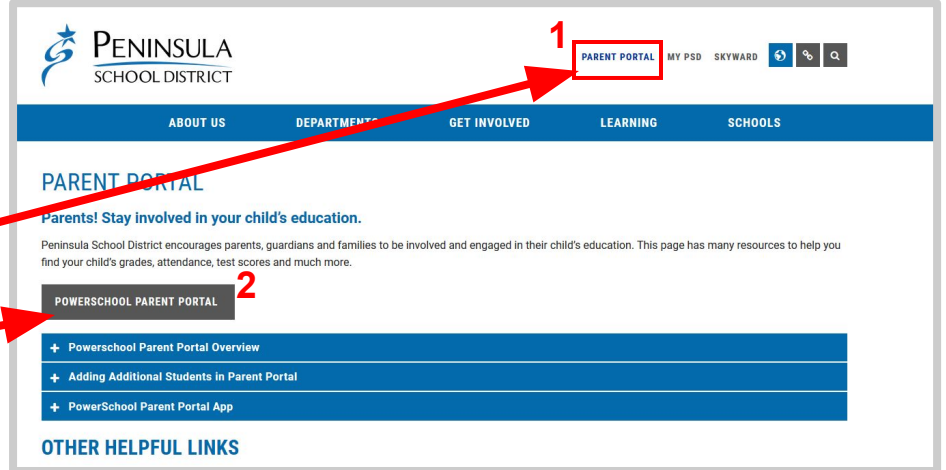 PENINSULA
SCHOOL DISTRICT
1
PARENT PORTAL MY PSD SKYWARD
ABOUT US DEPARTMENTS GET INVOLVED LEARNING SCHOOLS
PARENT PORTAL
Parents! Stay involved in your child's education.
Peninsula School District encourages parents, guardians and families to be involved and engaged in their child's education. This page has many resources to help you
find your child's grades, attendance, test scores and much more.
POWERSCHOOL PARENT PORTAL
2
+ Powerschool Parent Portal Overview
+ Adding Additional Students in Parent Portal
+ PowerSchool Parent Portal App
OTHER HELPFUL LINKS